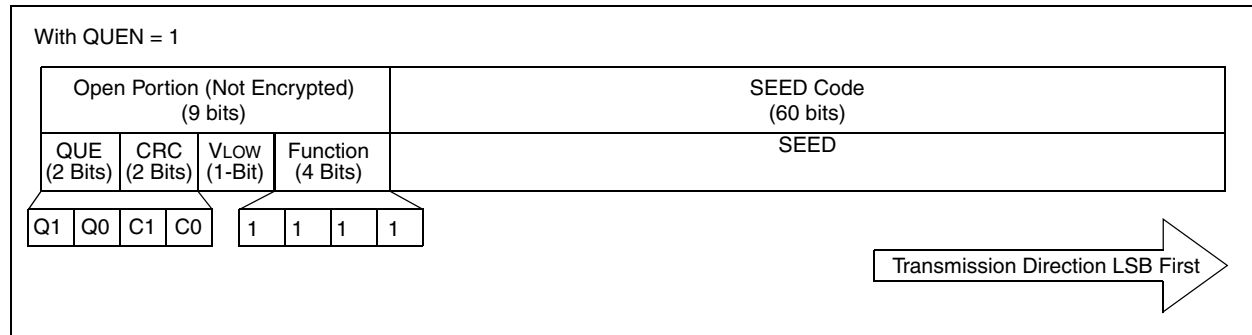 With QUEN = 1
Open Portion (Not Encrypted)
(9 bits)
SEED Code
(60 bits)
QUE
(2 Bits)
CRC
(2 Bits)
VLOW
(1-Bit)
Function
(4 Bits)
SEED
Q1 Q0 C1 C0
1 1 1 1
Transmission Direction LSB First